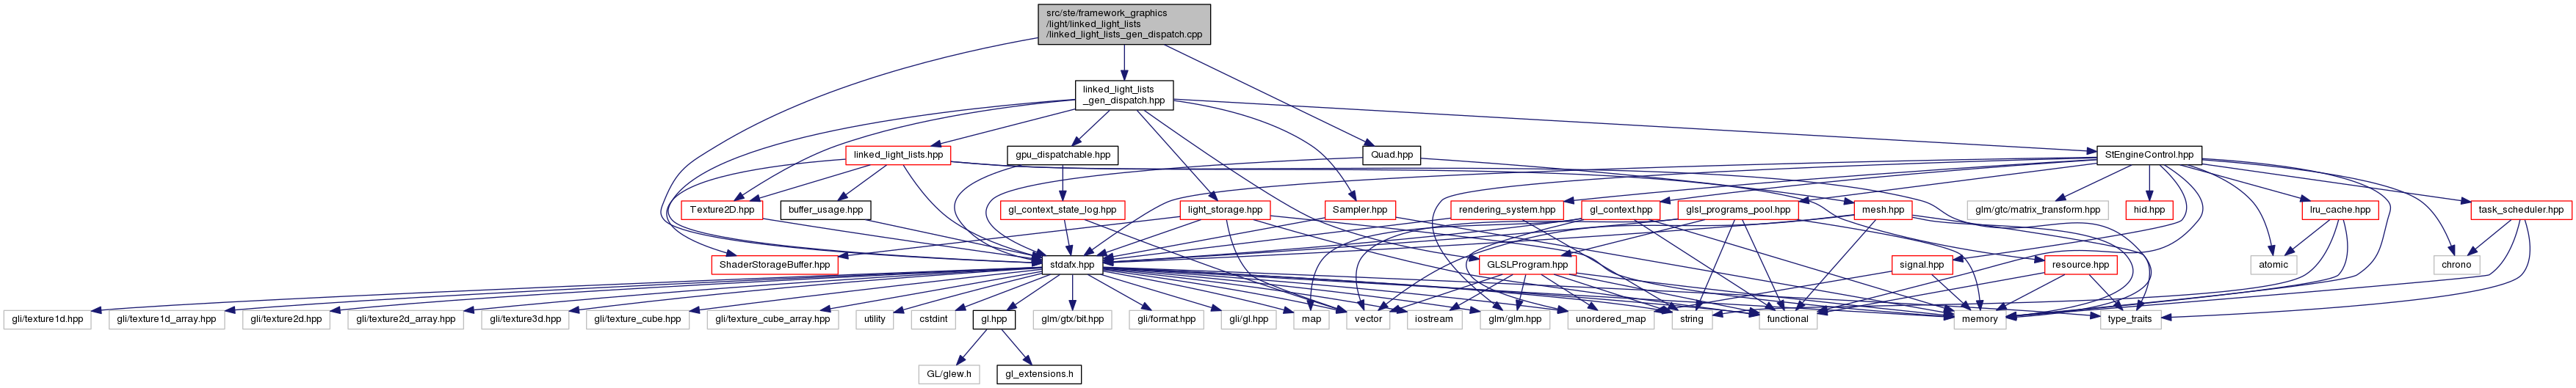 src/ste/framework_graphics
/light/linked_light_lists
/linked_light_lists_gen_dispatch.cpp
linked_light_lists
_gen_dispatch.hpp
linked_light_lists.hpp
gpu_dispatchable.hpp
Quad.hpp
StEngineControl.hpp
Texture2D.hpp
buffer_usage.hpp
gl_context_state_log.hpp
light_storage.hpp
Sampler.hpp
rendering_system.hpp
gl_context.hpp
glsl_programs_pool.hpp
mesh.hpp
glm/gtc/matrix_transform.hpp
hid.hpp
lru_cache.hpp
task_scheduler.hpp
ShaderStorageBuffer.hpp
stdafx.hpp
GLSLProgram.hpp
signal.hpp
resource.hpp
atomic
chrono
gli/texture1d.hpp
gli/texture1d_array.hpp
gli/texture2d.hpp
gli/texture2d_array.hpp
gli/texture3d.hpp
gli/texture_cube.hpp
gli/texture_cube_array.hpp
utility
cstdint
gl.hpp
glm/gtx/bit.hpp
gli/format.hpp
gli/gl.hpp
map
vector
iostream
glm/glm.hpp
unordered_map
string
functional
memory
type_traits
GL/glew.h
gl_extensions.h